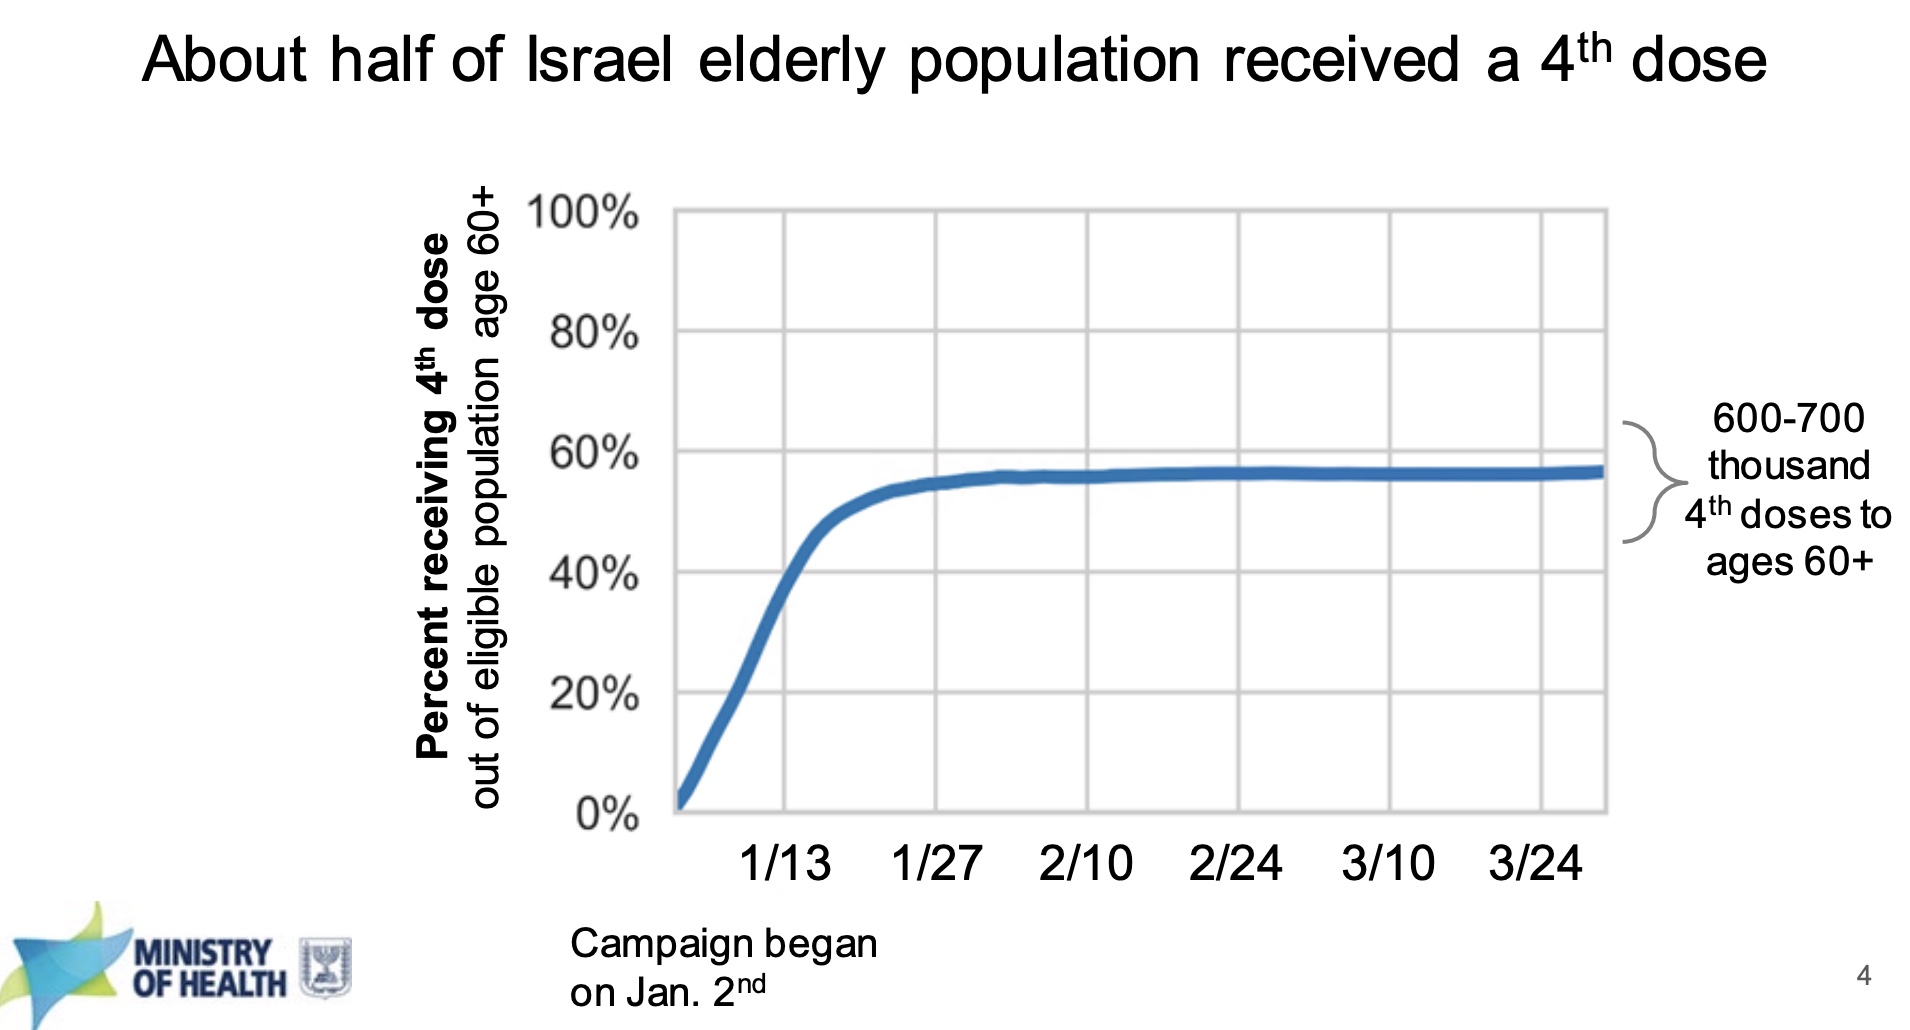 About half of Israel elderly population received a 4th dose
Percent receiving 4th dose
out of eligible population age 60+
100%
80%
60%
40%
20%
0%
1/13 1/27 2/10 2/24 3/10 3/24
600-700
thousand
4th doses to
ages 60+
Campaign began
on Jan. 2nd
MINISTRY
OF HEALTH
4